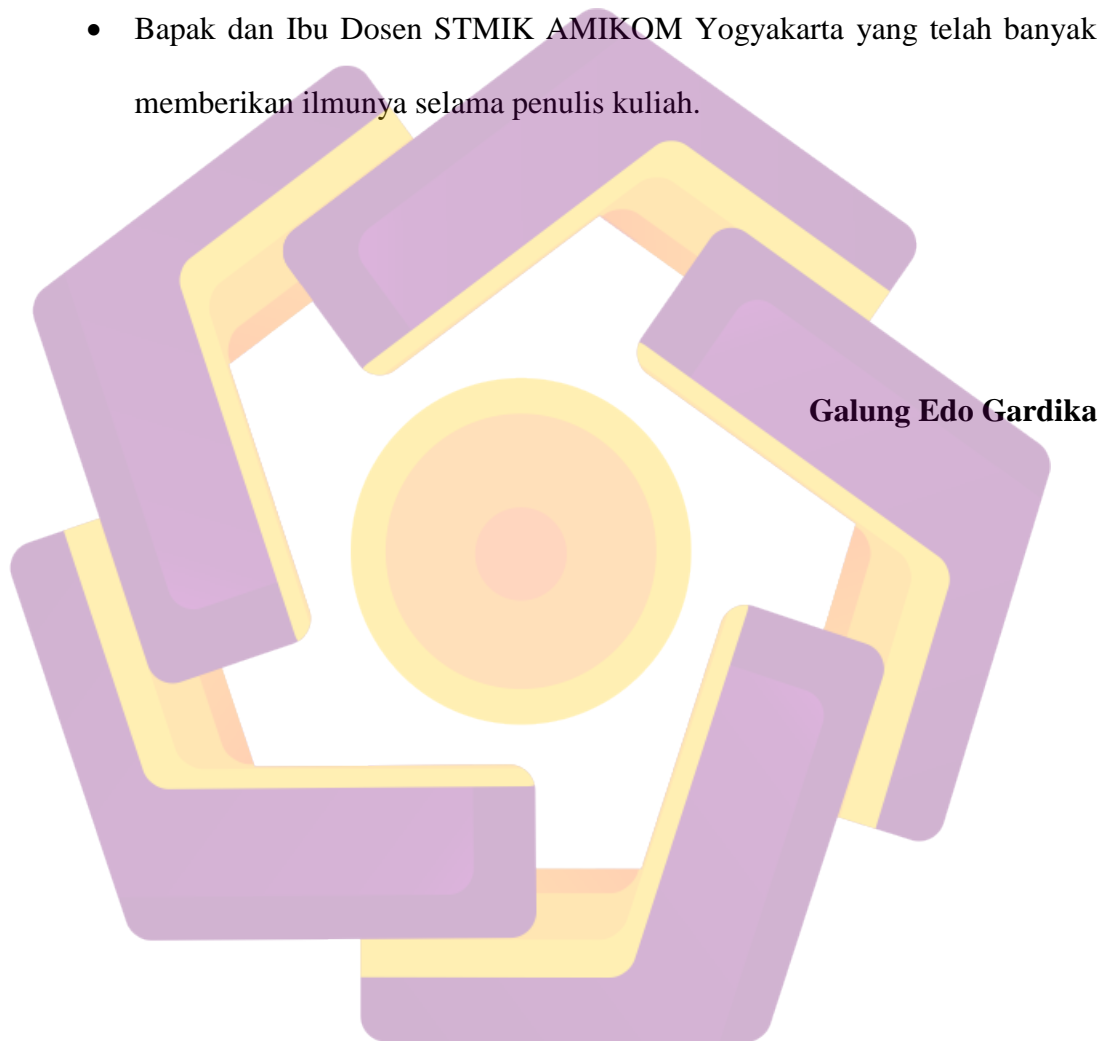 • Bapak dan Ibu Dosen STMIK AMIKOM Yogyakarta yang telah banyak
memberikan ilmunya selama penulis kuliah.
Galung Edo Gardika